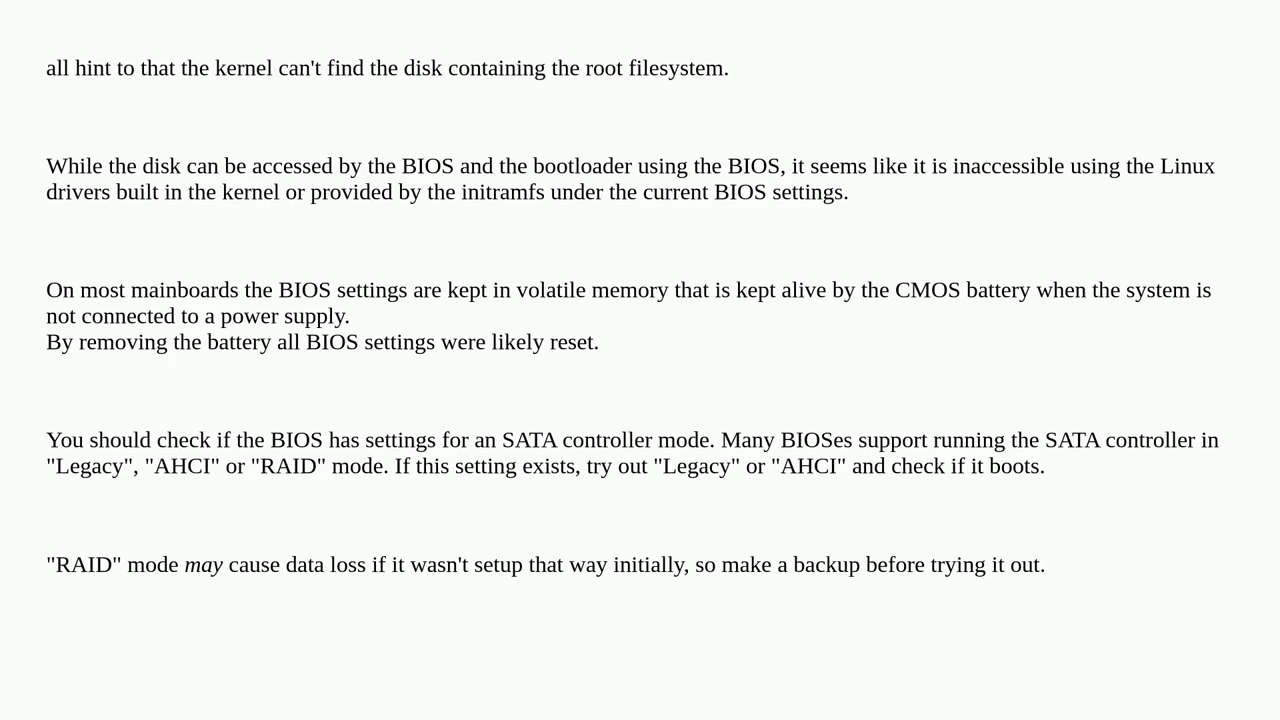 all hint to that the kernel can't find the disk containing the root filesystem.
While the disk can be accessed by the BIOS and the bootloader using the BIOS, it seems like it is inaccessible using the Linux
drivers built in the kernel or provided by the initramfs under the current BIOS settings.
On most mainboards the BIOS settings are kept in volatile memory that is kept alive by the CMOS battery when the system is
not connected to a power supply.
By removing the battery all BIOS settings were likely reset.
You should check if the BIOS has settings for an SATA controller mode. Many BIOSes support running the SATA controller in
"Legacy", "AHCI" or "RAID" mode. If this setting exists, try out "Legacy" or "AHCI" and check if it boots.
"RAID" mode may cause data loss if it wasn't setup that way initially, so make a backup before trying it out.